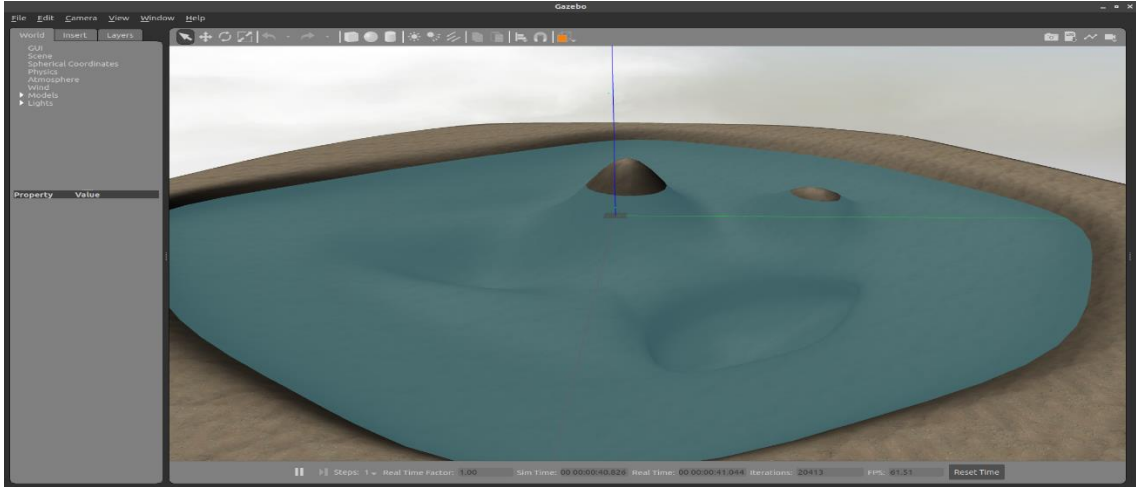 Gazebo
File Edit Camera View Window Help
World Insert Layers
GUI
Scene
Spherical Coordinates
Physics
Atmosphere
Wind
Models
Lights
Property Value
Steps: 1 Real Time Factor: 1.00 Sim Time: 00 00:00:40.826 Real Time: 00 00:00:41.044 Iterations: 20413 FPS: 61.51 Reset Time